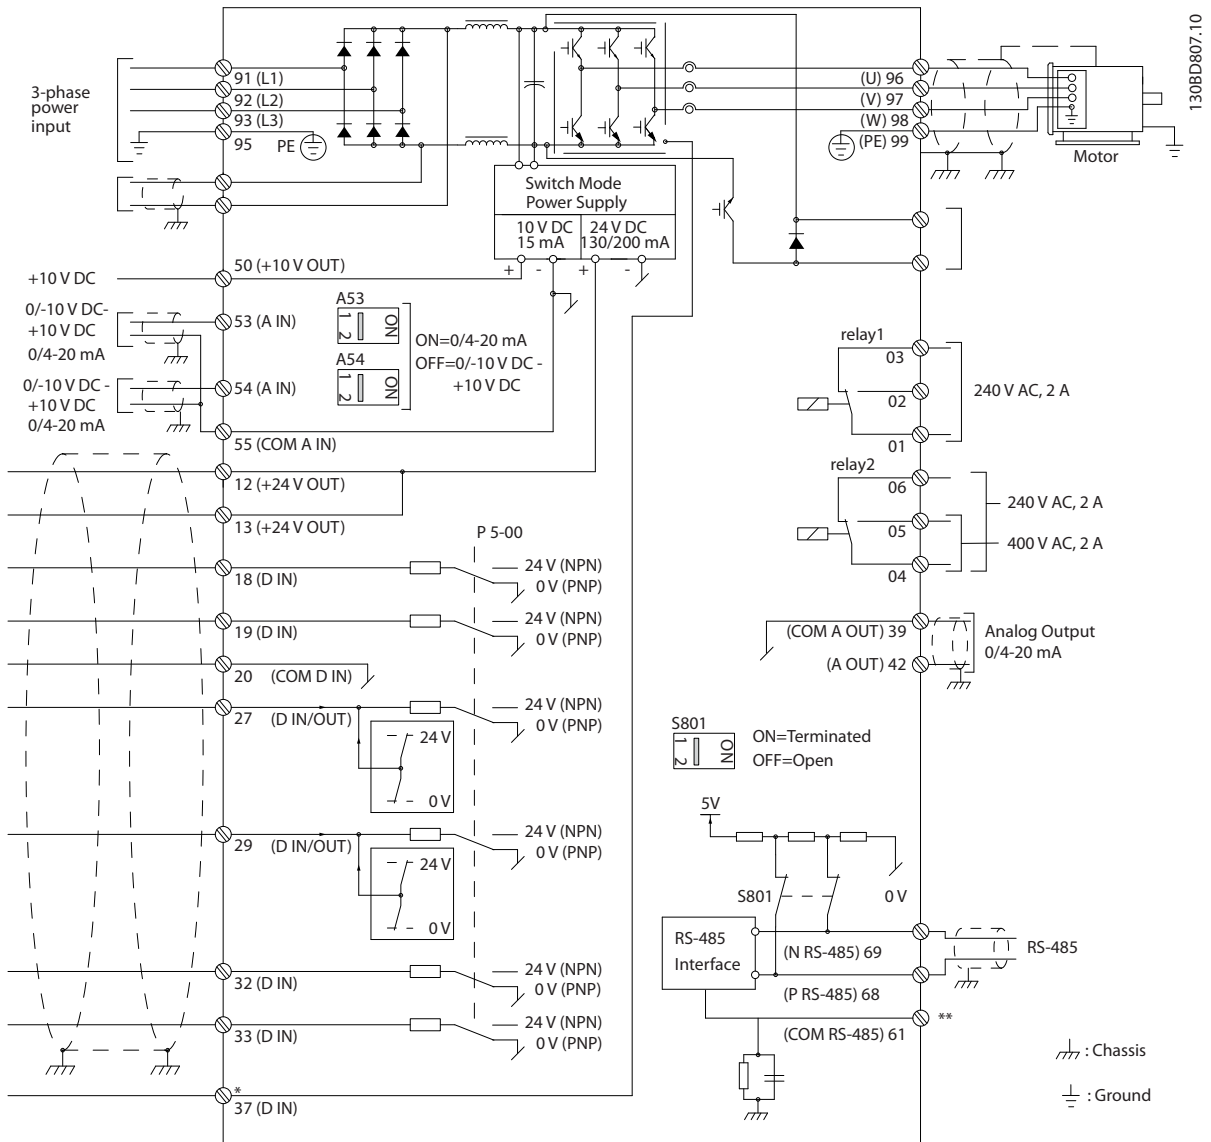 130BD807.10
3-phase
power
input
91 (L1)
92 (L2)
93 (L3)
95
PE
(U) 96
(V) 97
(W) 98
(PE) 99
Motor
Switch Mode
Power Supply
10 V DC
15 mA
24 V DC
130/200 mA
+
-
+
-
+10 V DC
50 (+10 V OUT)
0/-10 V DC-
+10 V DC
0/4-20 mA
53 (A IN)
A53
1
2
ON
ON=0/4-20 mA
OFF=0/-10 V DC -
+10 V DC
A54
1
2
ON
0/-10 V DC -
+10 V DC
0/4-20 mA
54 (A IN)
55 (COM A IN)
12 (+24 V OUT)
13 (+24 V OUT)
P 5-00
18 (D IN)
24 V (NPN)
0 V (PNP)
19 (D IN)
24 V (NPN)
0 V (PNP)
20 (COM D IN)
27 (D IN/OUT)
24 V (NPN)
0 V (PNP)
24 V
0 V
29 (D IN/OUT)
24 V (NPN)
0 V (PNP)
24 V
0 V
32 (D IN)
24 V (NPN)
0 V (PNP)
33 (D IN)
24 V (NPN)
0 V (PNP)
*
37 (D IN)
relay1
03
02
01
240 V AC, 2 A
relay2
06
05
04
240 V AC, 2 A
400 V AC, 2 A
(COM A OUT) 39
(A OUT) 42
Analog Output
0/4-20 mA
S801
1
2
ON
ON=Terminated
OFF=Open
5V
S801
0 V
RS-485
Interface
(N RS-485) 69
RS-485
(P RS-485) 68
(COM RS-485) 61
**
: Chassis
: Ground